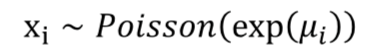 xᵢ ~ Poisson(exp(μᵢ))